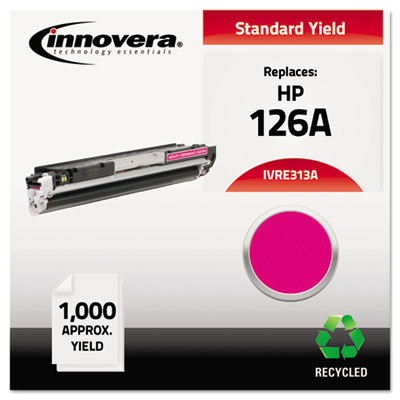 innovera
technology essentials
Standard Yield
Replaces:
HP
126A
IVRE313A
1,000
APPROX.
YIELD
RECYCLED